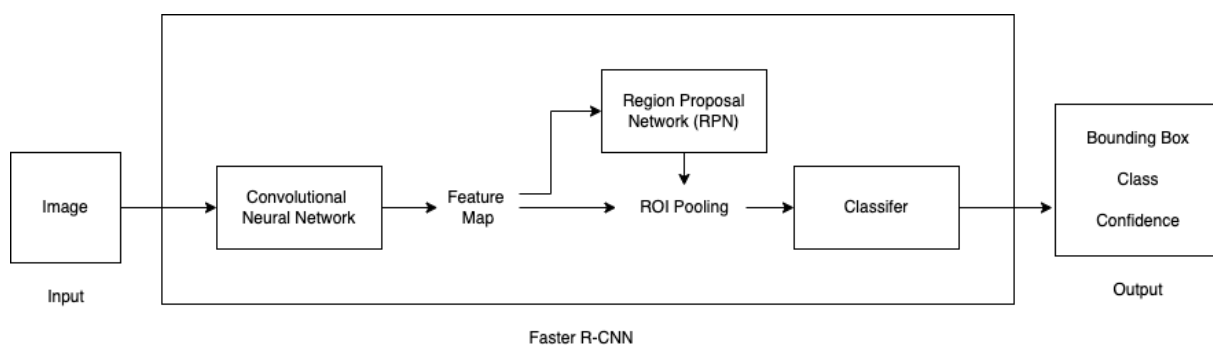 Image
Input
Convolutional
Neural Network
Feature
Map
Region Proposal
Network (RPN)
ROI Pooling
Classifer
Bounding Box
Class
Confidence
Output
Faster R-CNN